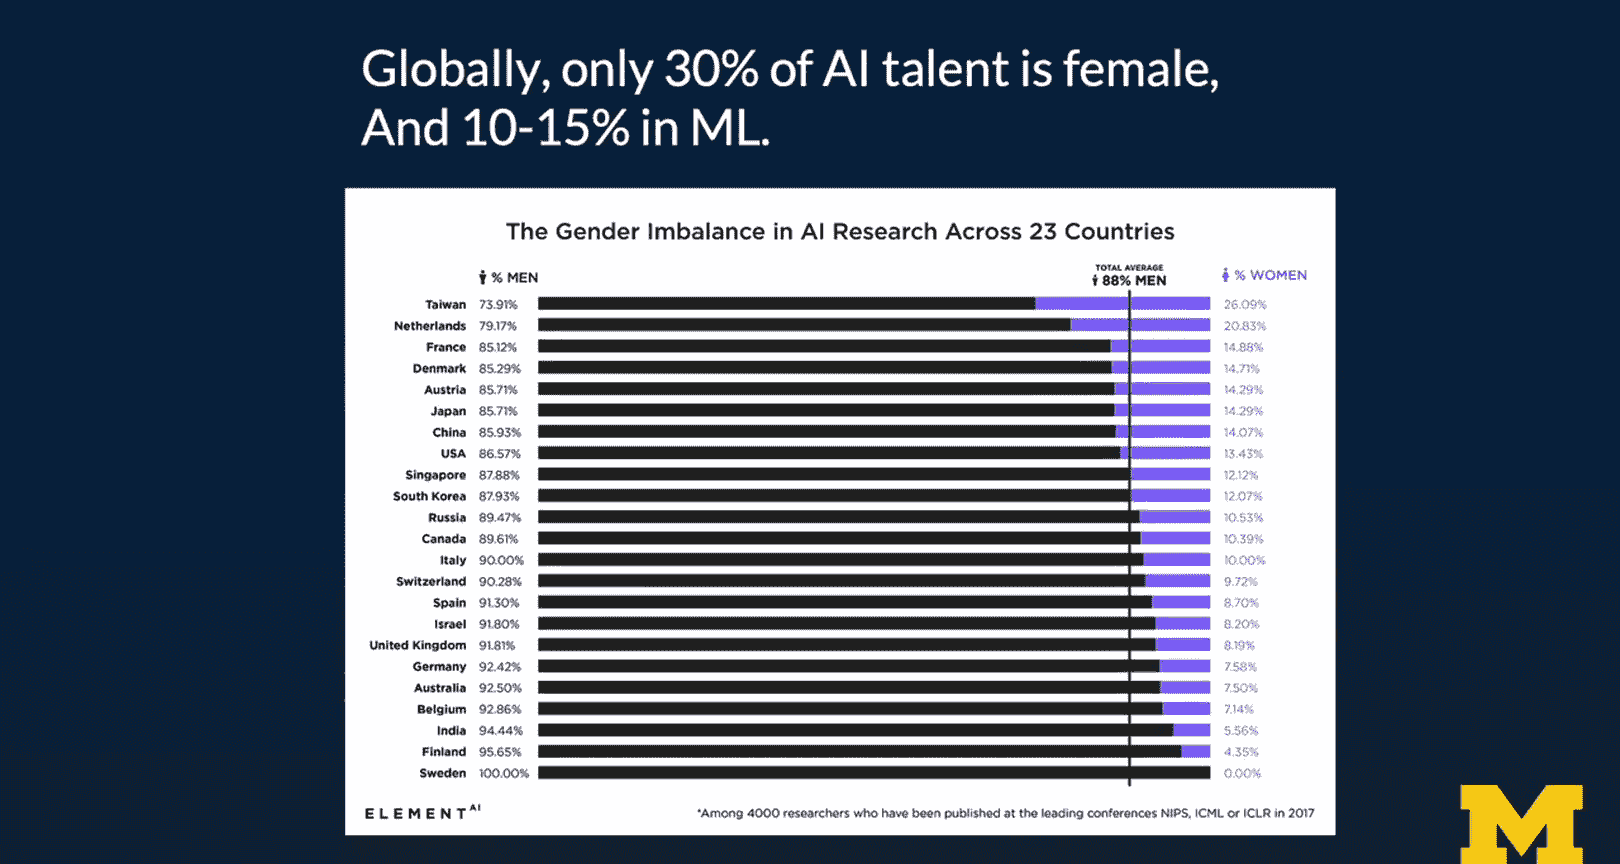 Globally, only 30% of AI talent is female,
And 10-15% in ML.
The Gender Imbalance in AI Research Across 23 Countries
% MEN
TOTAL AVERAGE
88% MEN
% WOMEN
Taiwan 73.91% 26.09%
Netherlands 79.17% 20.83%
France 85.12% 14.88%
Denmark 85.29% 14.71%
Austria 85.71% 14.29%
Japan 85.71% 14.29%
China 85.93% 14.07%
USA 86.57% 13.43%
Singapore 87.88% 12.12%
South Korea 87.93% 12.07%
Russia 89.47% 10.53%
Canada 89.61% 10.39%
Italy 90.00% 10.00%
Switzerland 90.28% 9.72%
Spain 91.30% 8.70%
Israel 91.80% 8.20%
United Kingdom 91.81% 8.19%
Germany 92.42% 7.58%
Australia 92.50% 7.50%
Belgium 92.86% 7.14%
India 94.44% 5.56%
Finland 95.65% 4.35%
Sweden 100.00% 0.00%
ELEMENT AI
*Among 4000 researchers who have been published at the leading conferences NIPS, ICML or ICLR in 2017
M